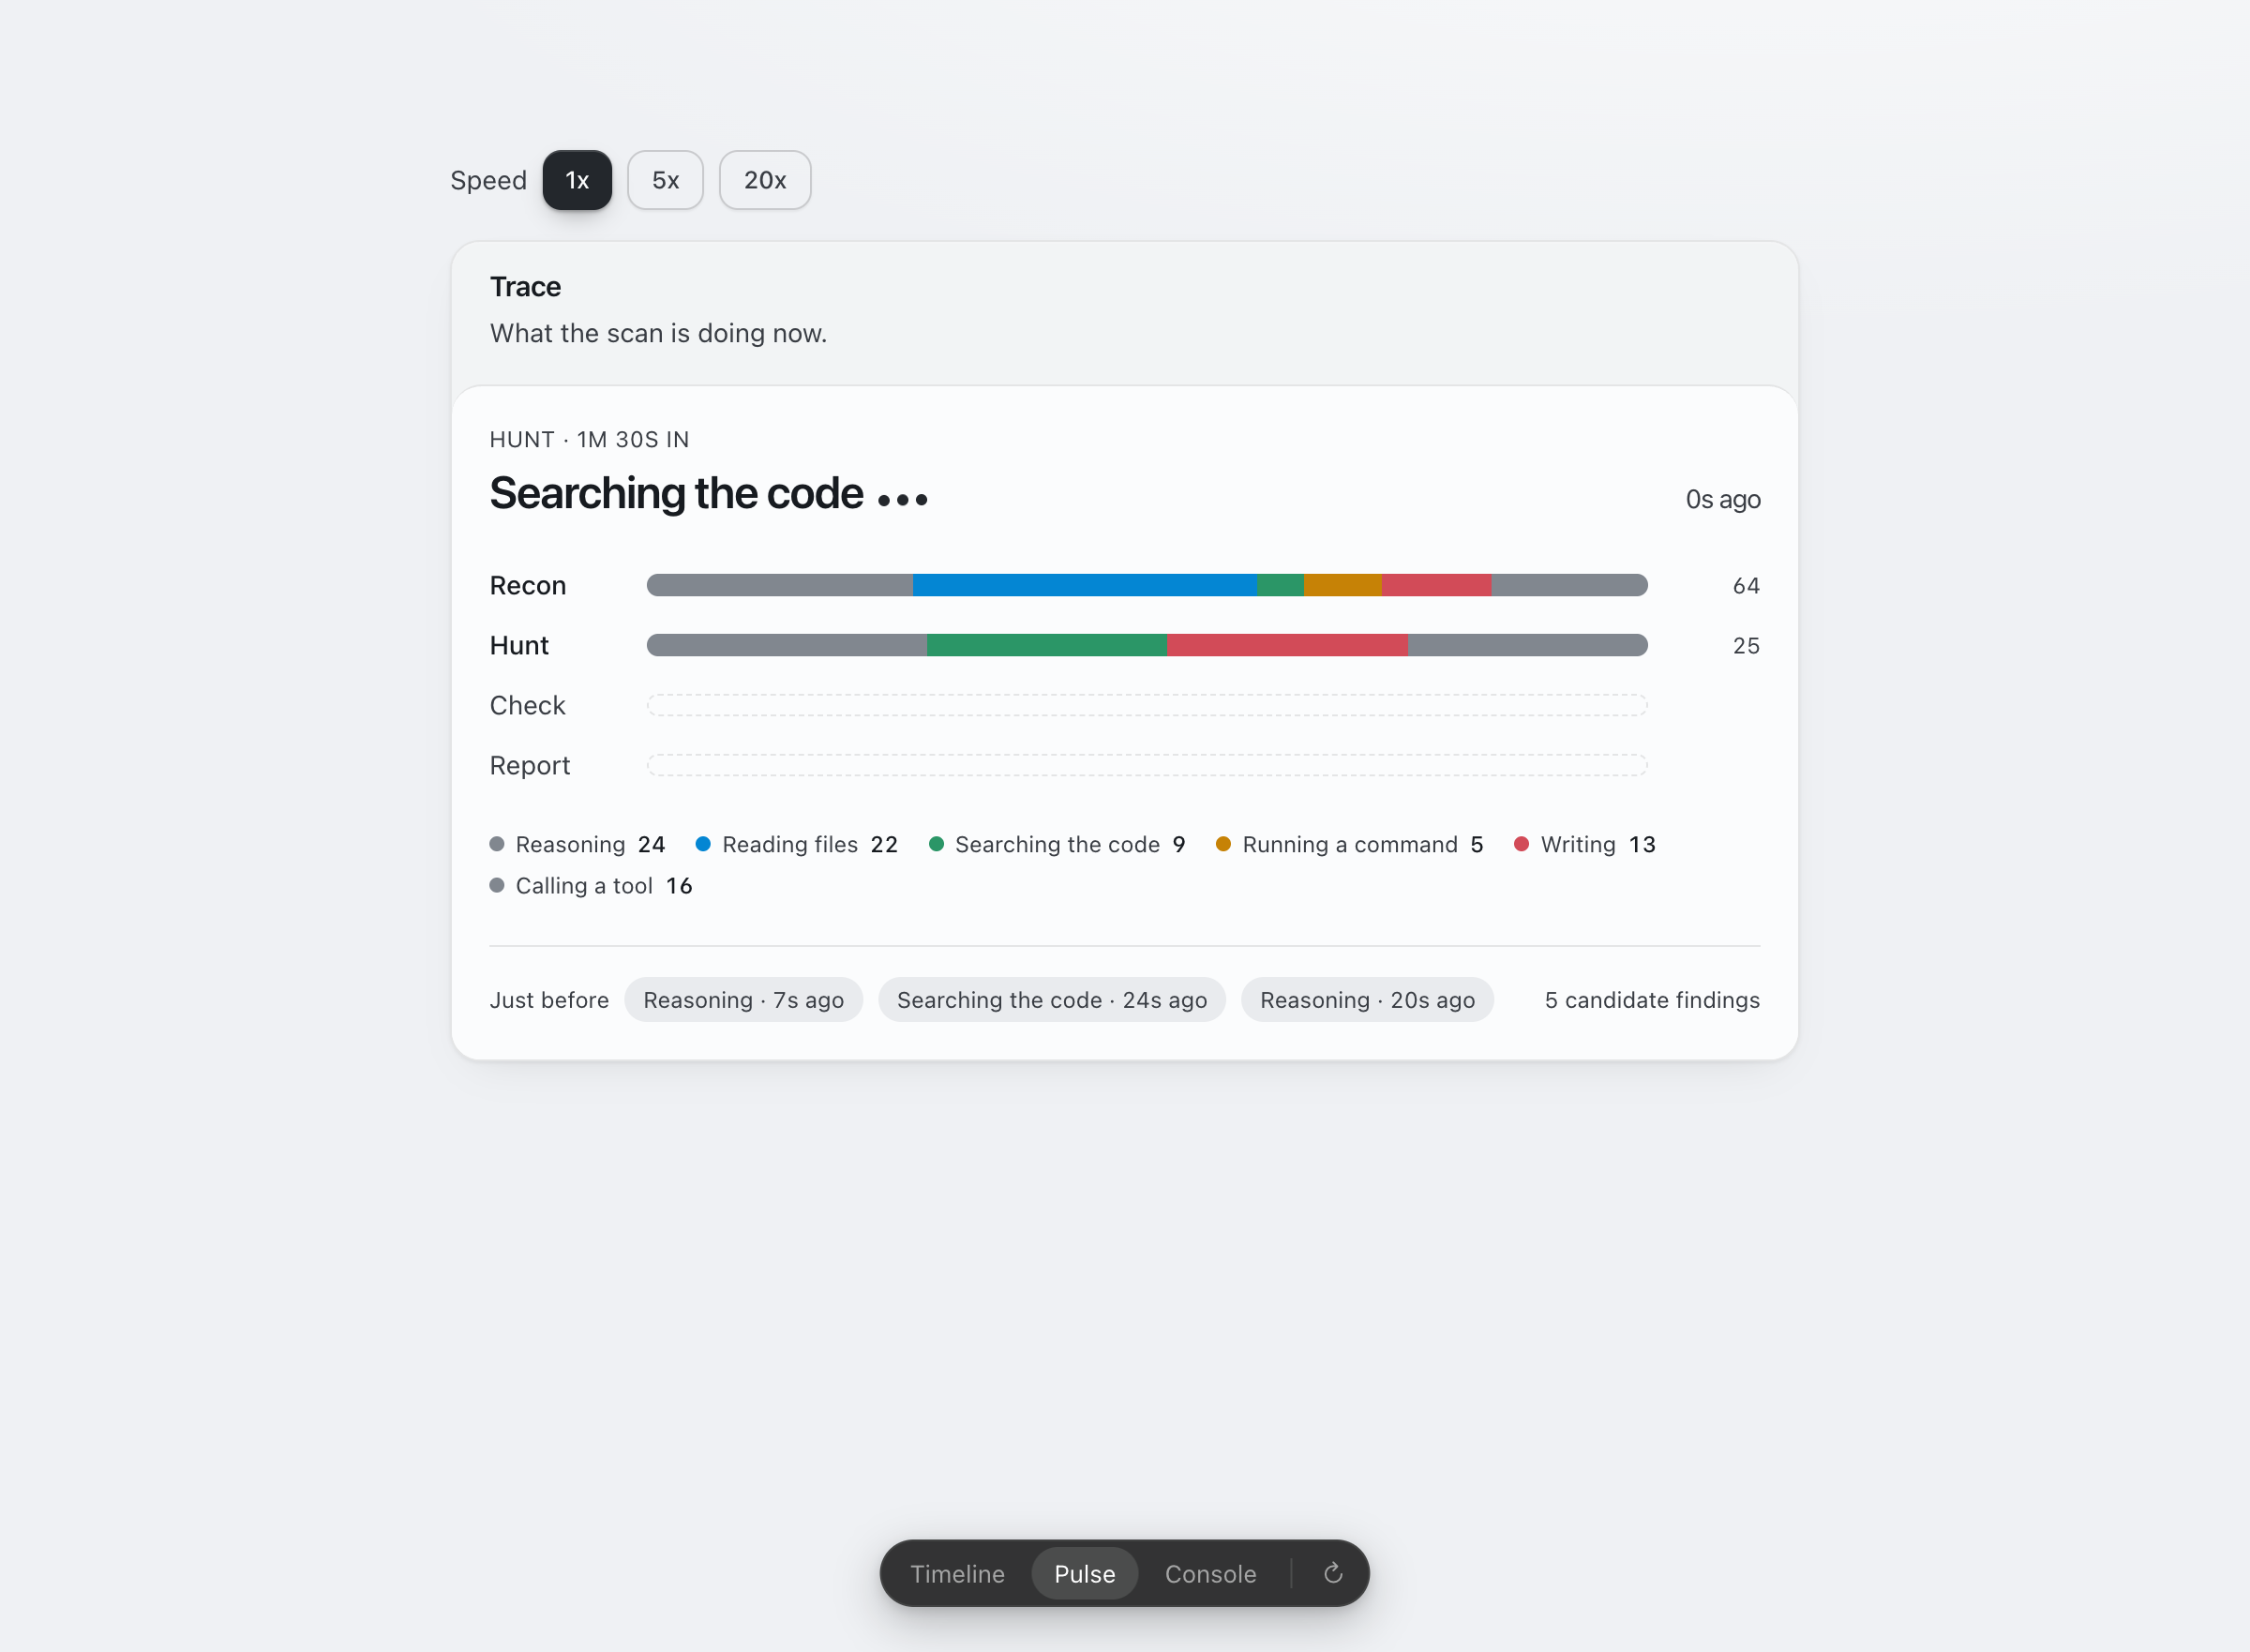 Speed 1x 5x 20x
Trace
What the scan is doing now.
HUNT · 1M 30S IN
Searching the code ••• 0s ago
Recon 64
Hunt 25
Check
Report
Reasoning 24 Reading files 22 Searching the code 9 Running a command 5 Writing 13
Calling a tool 16
Just before Reasoning · 7s ago Searching the code · 24s ago Reasoning · 20s ago 5 candidate findings
Timeline Pulse Console